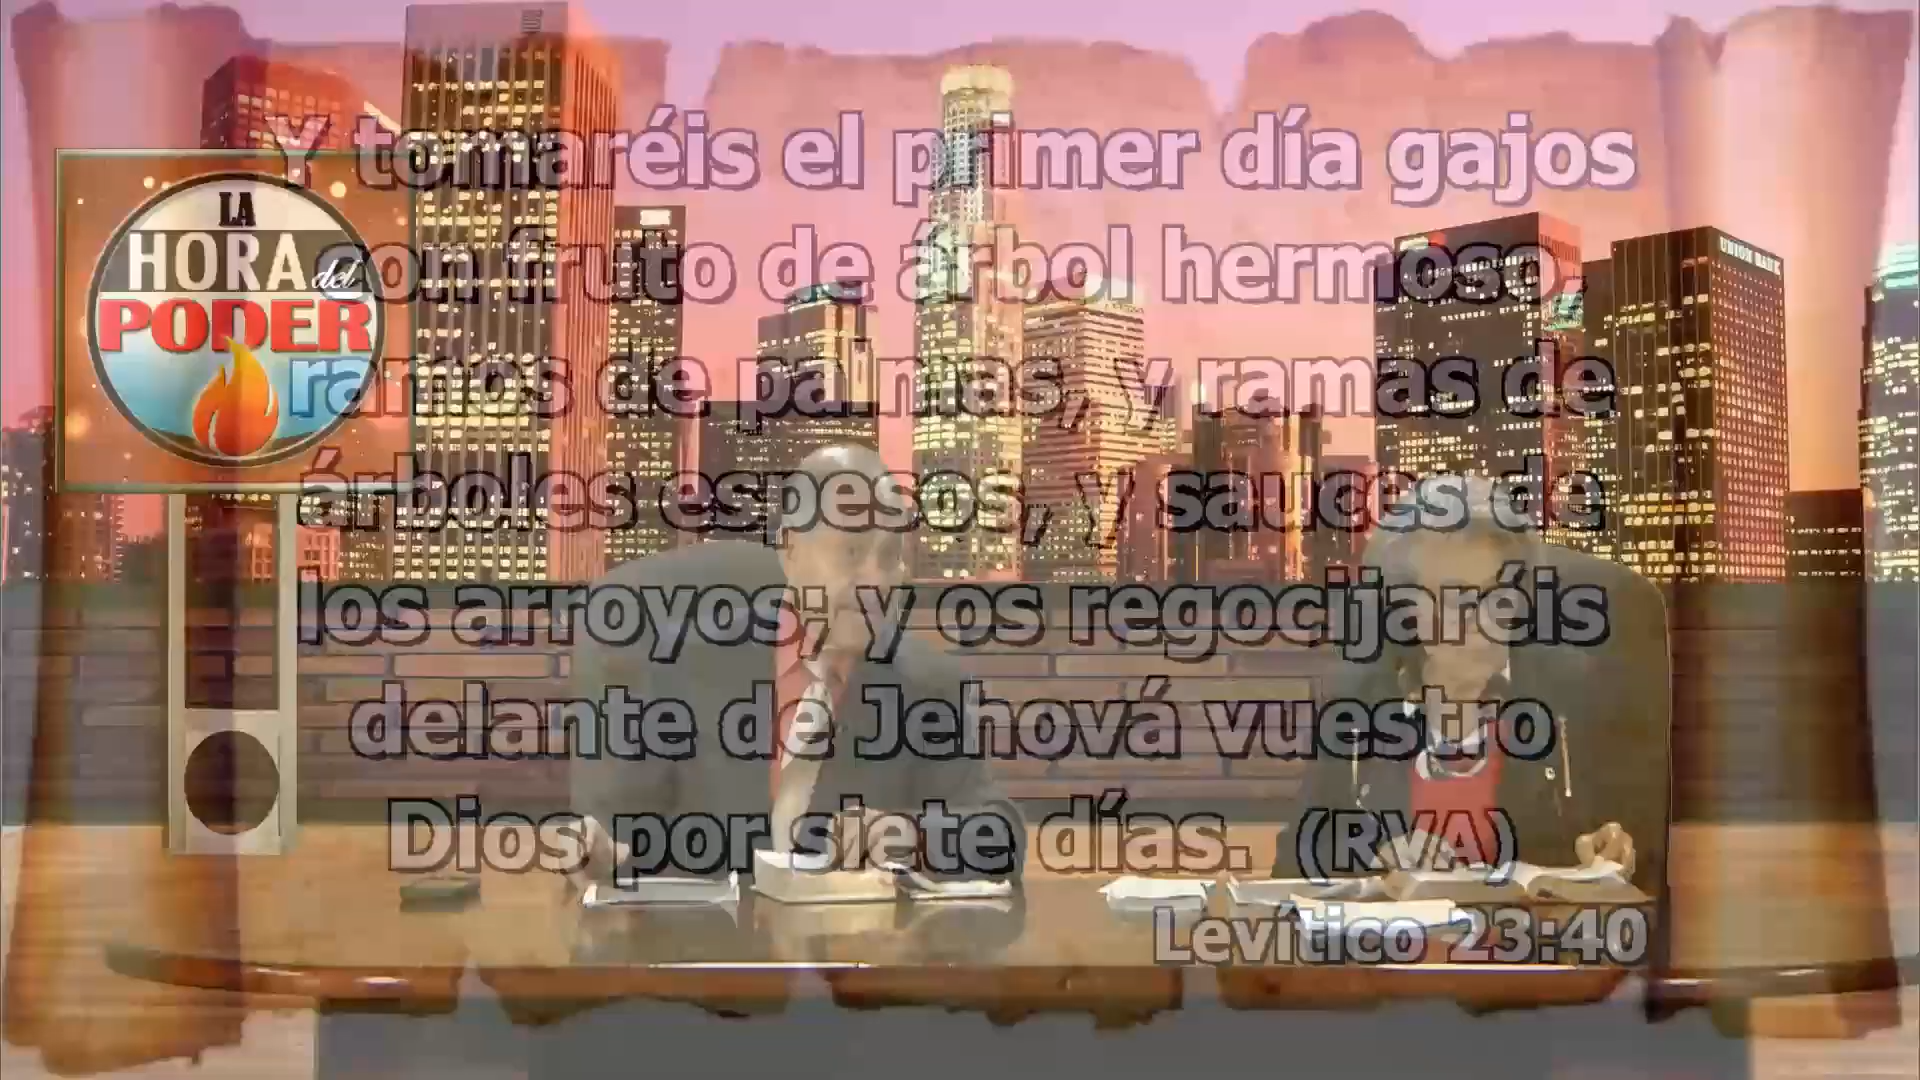 LA
HORA del
PODER
UNION BANK
Y tomaréis el primer día gajos
con fruto de árbol hermoso,
ramos de palmas, y ramas de
árboles espesos, y sauces de
los arroyos; y os regocijaréis
delante de Jehová vuestro
Dios por siete días. (RVA)
Levítico 23:40